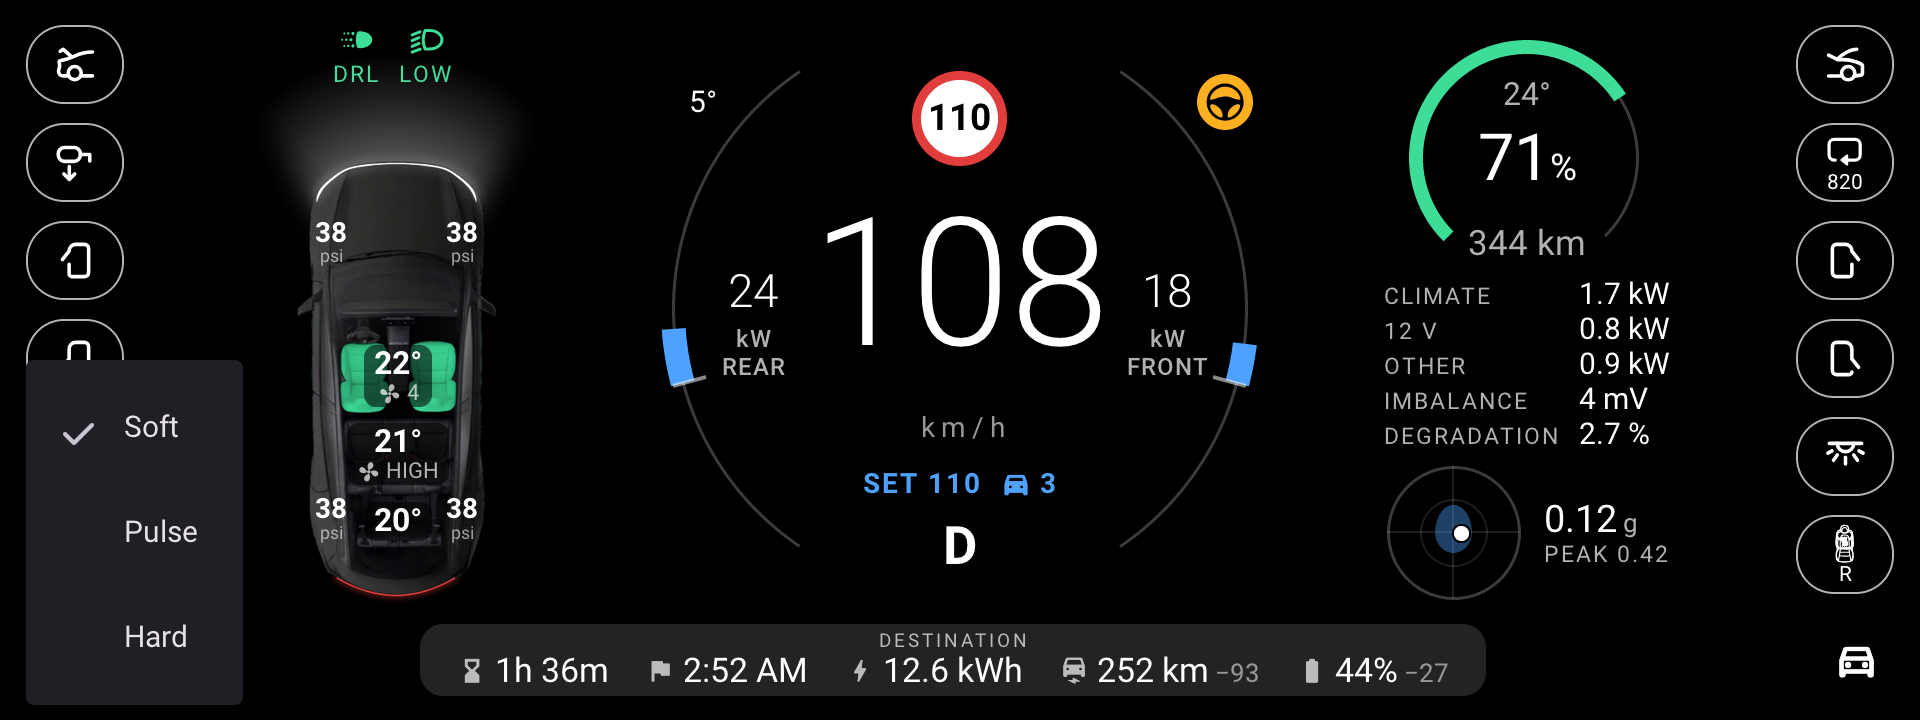 DRL LOW
5°
110
24°
71%
344 km
820
38 psi
38 psi
24
kW
REAR
108
18
kW
FRONT
CLIMATE 1.7 kW
12 V 0.8 kW
OTHER 0.9 kW
IMBALANCE 4 mV
DEGRADATION 2.7 %
22°
4
21°
HIGH
38 psi
20°
38 psi
km/h
SET 110 3
D
0.12 g
PEAK 0.42
R
Soft
Pulse
Hard
DESTINATION
1h 36m 2:52 AM 12.6 kWh 252 km −93 44% −27